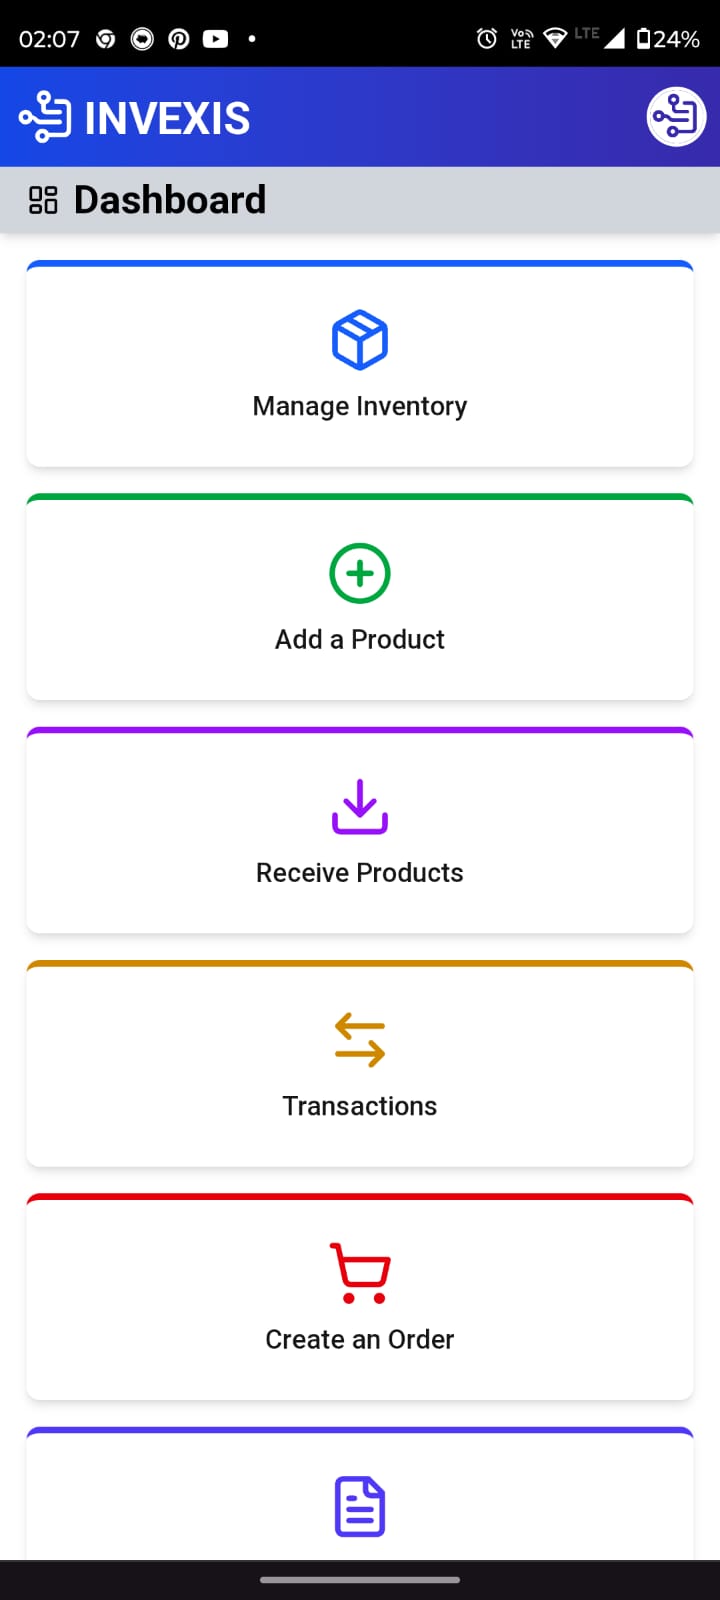 02:07
Vo))
LTE
LTE
24%
INVEXIS
Dashboard
Manage Inventory
Add a Product
Receive Products
Transactions
Create an Order